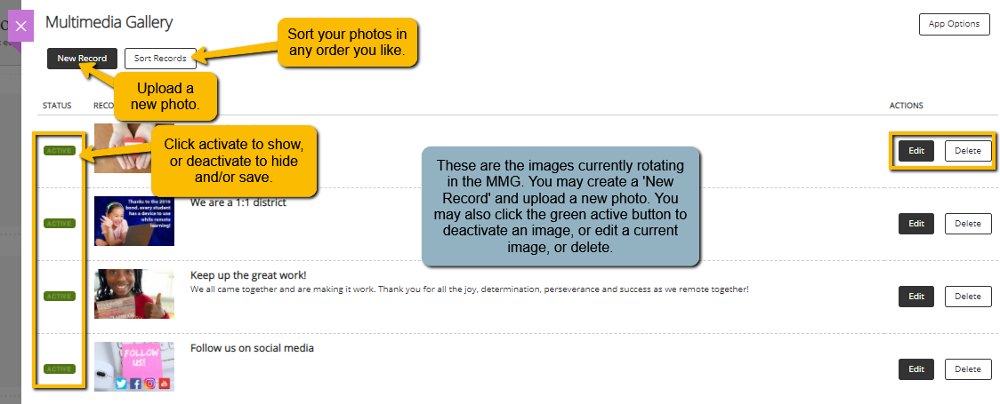 Multimedia Gallery
App Options
Sort your photos in
any order you like.
New Record
Sort Records
Upload a
new photo.
STATUS
ACTIONS
ACTIVE
Click activate to show,
or deactivate to hide
and/or save.
Edit
Delete
These are the images currently rotating
in the MMG. You may create a 'New
Record' and upload a new photo. You
may also click the green active button to
deactivate an image, or edit a current
image, or delete.
ACTIVE
Thanks to the 2016
bond, every student
has a device to use
while remote
learning!
We are a 1:1 district
Edit
Delete
ACTIVE
Keep up the great work!
We all came together and are making it work. Thank you for all the joy, determination, perseverance and success as we remote together!
Edit
Delete
ACTIVE
FOLLOW
US!
Follow us on social media
Edit
Delete